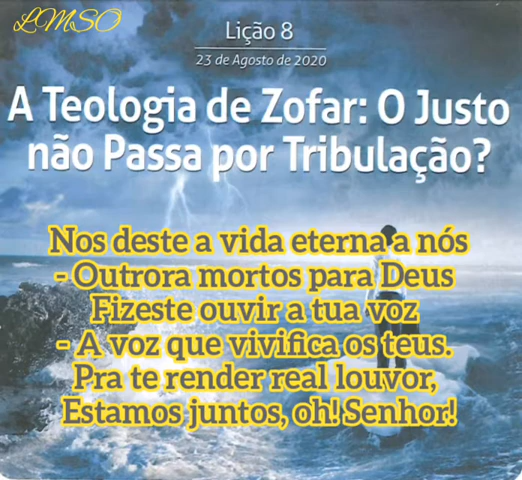 LMSO
Lição 8
23 de Agosto de 2020
A Teologia de Zofar: O Justo
não Passa por Tribulação?
Nos deste a vida eterna a nós
- Outrora mortos para Deus
Fizeste ouvir a tua voz
- A voz que vivifica os teus.
Pra te render real louvor,
Estamos juntos, oh! Senhor!